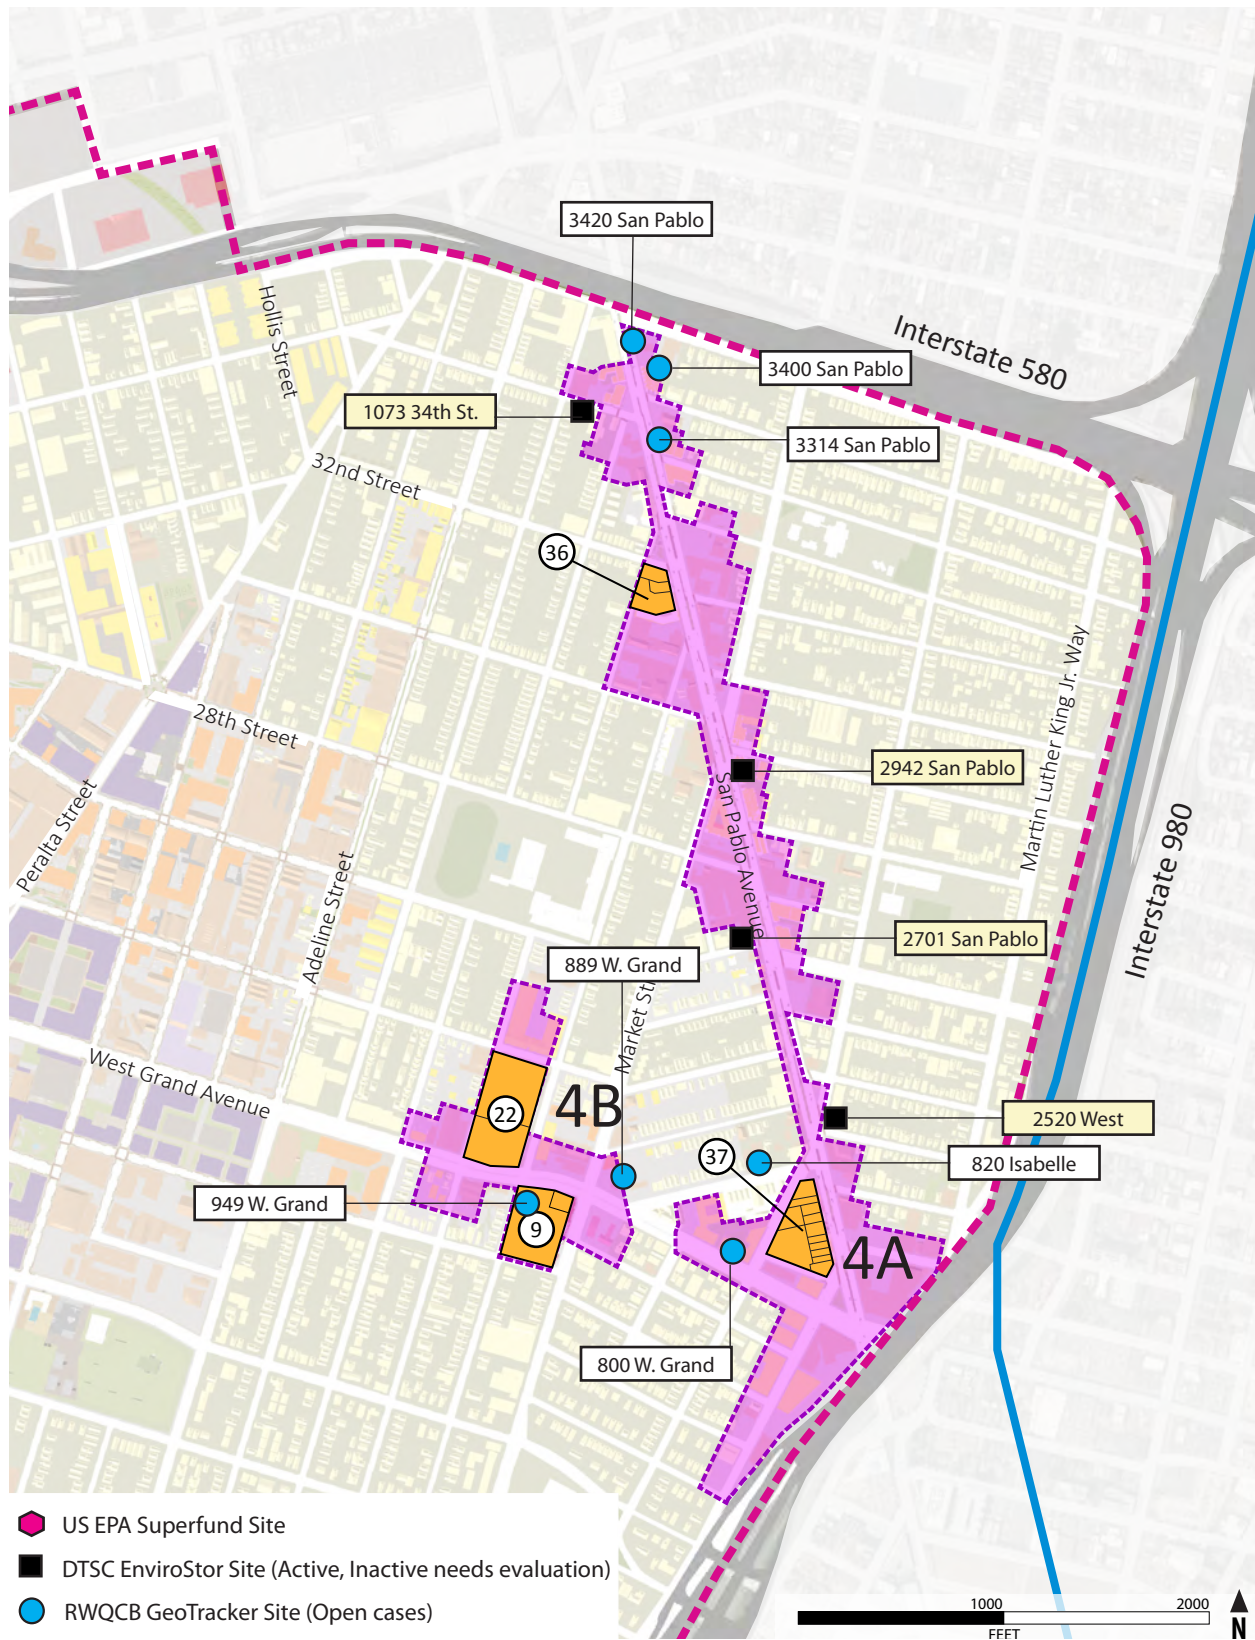 3420 San Pablo
Interstate 580
3400 San Pablo
Hollis Street
1073 34th St.
3314 San Pablo
32nd Street
36
Martin Luther King Jr. Way
28th Street
2942 San Pablo
San Pablo Avenue
Peralta Street
Interstate 980
Adeline Street
2701 San Pablo
889 W. Grand
Market St
West Grand Avenue
4B
22
2520 West
37
820 Isabelle
949 W. Grand
9
4A
800 W. Grand
US EPA Superfund Site
DTSC EnviroStor Site (Active, Inactive needs evaluation)
RWQCB GeoTracker Site (Open cases)
1000
2000
FEET
N